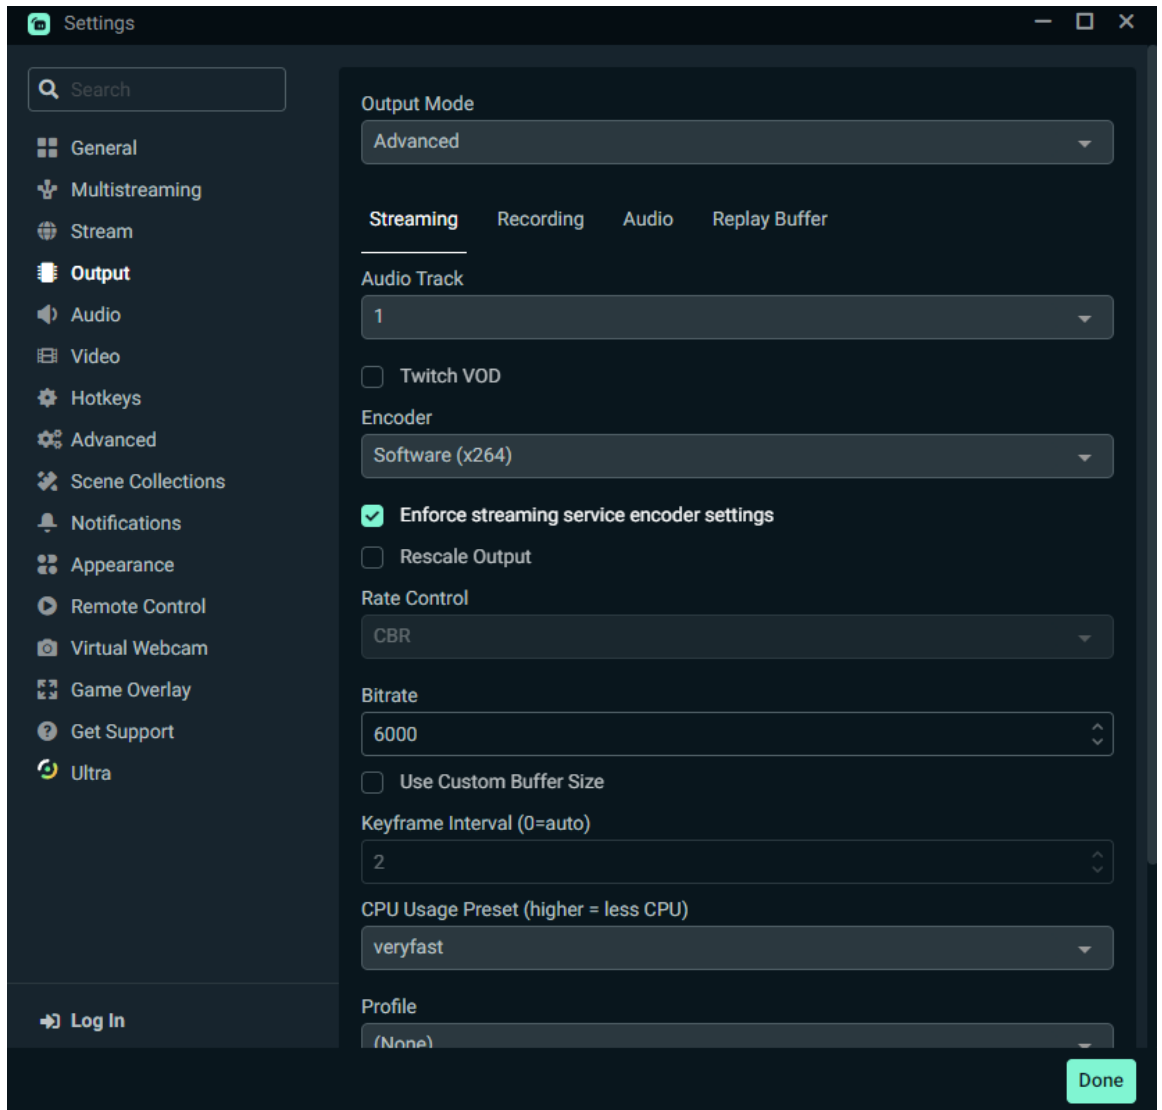 Settings
Search
General
Multistreaming
Stream
Output
Audio
Video
Hotkeys
Advanced
Scene Collections
Notifications
Appearance
Remote Control
Virtual Webcam
Game Overlay
Get Support
Ultra
Log In
Output Mode
Advanced
Streaming Recording Audio Replay Buffer
Audio Track
1
Twitch VOD
Encoder
Software (x264)
Enforce streaming service encoder settings
Rescale Output
Rate Control
CBR
Bitrate
6000
Use Custom Buffer Size
Keyframe Interval (0=auto)
2
CPU Usage Preset (higher = less CPU)
veryfast
Profile
(None)
Done